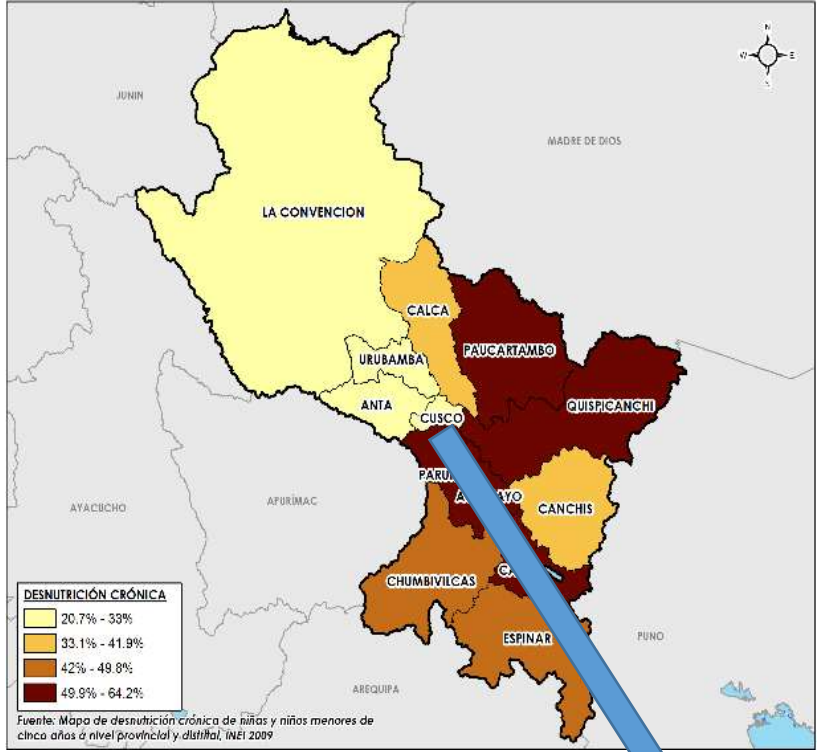 N
W E
S
JUNIN
MADRE DE DIOS
LA CONVENCION
CALCA
URUBAMBA
PAUCARTAMBO
ANTA
QUISPICANCHI
CUSCO
AYACUCHO
APURÍMAC
CANCHIS
CHUMBIVILCAS
ESPINAR
PUNO
AREQUIPA
DESNUTRICIÓN CRÓNICA
20.7% - 33%
33.1% - 41.9%
42% - 49.8%
49.9% - 64.2%
Fuente: Mapa de desnutrición crónica de niñas y niños menores de
cinco años a nivel provincial y distrital, INEI 2009